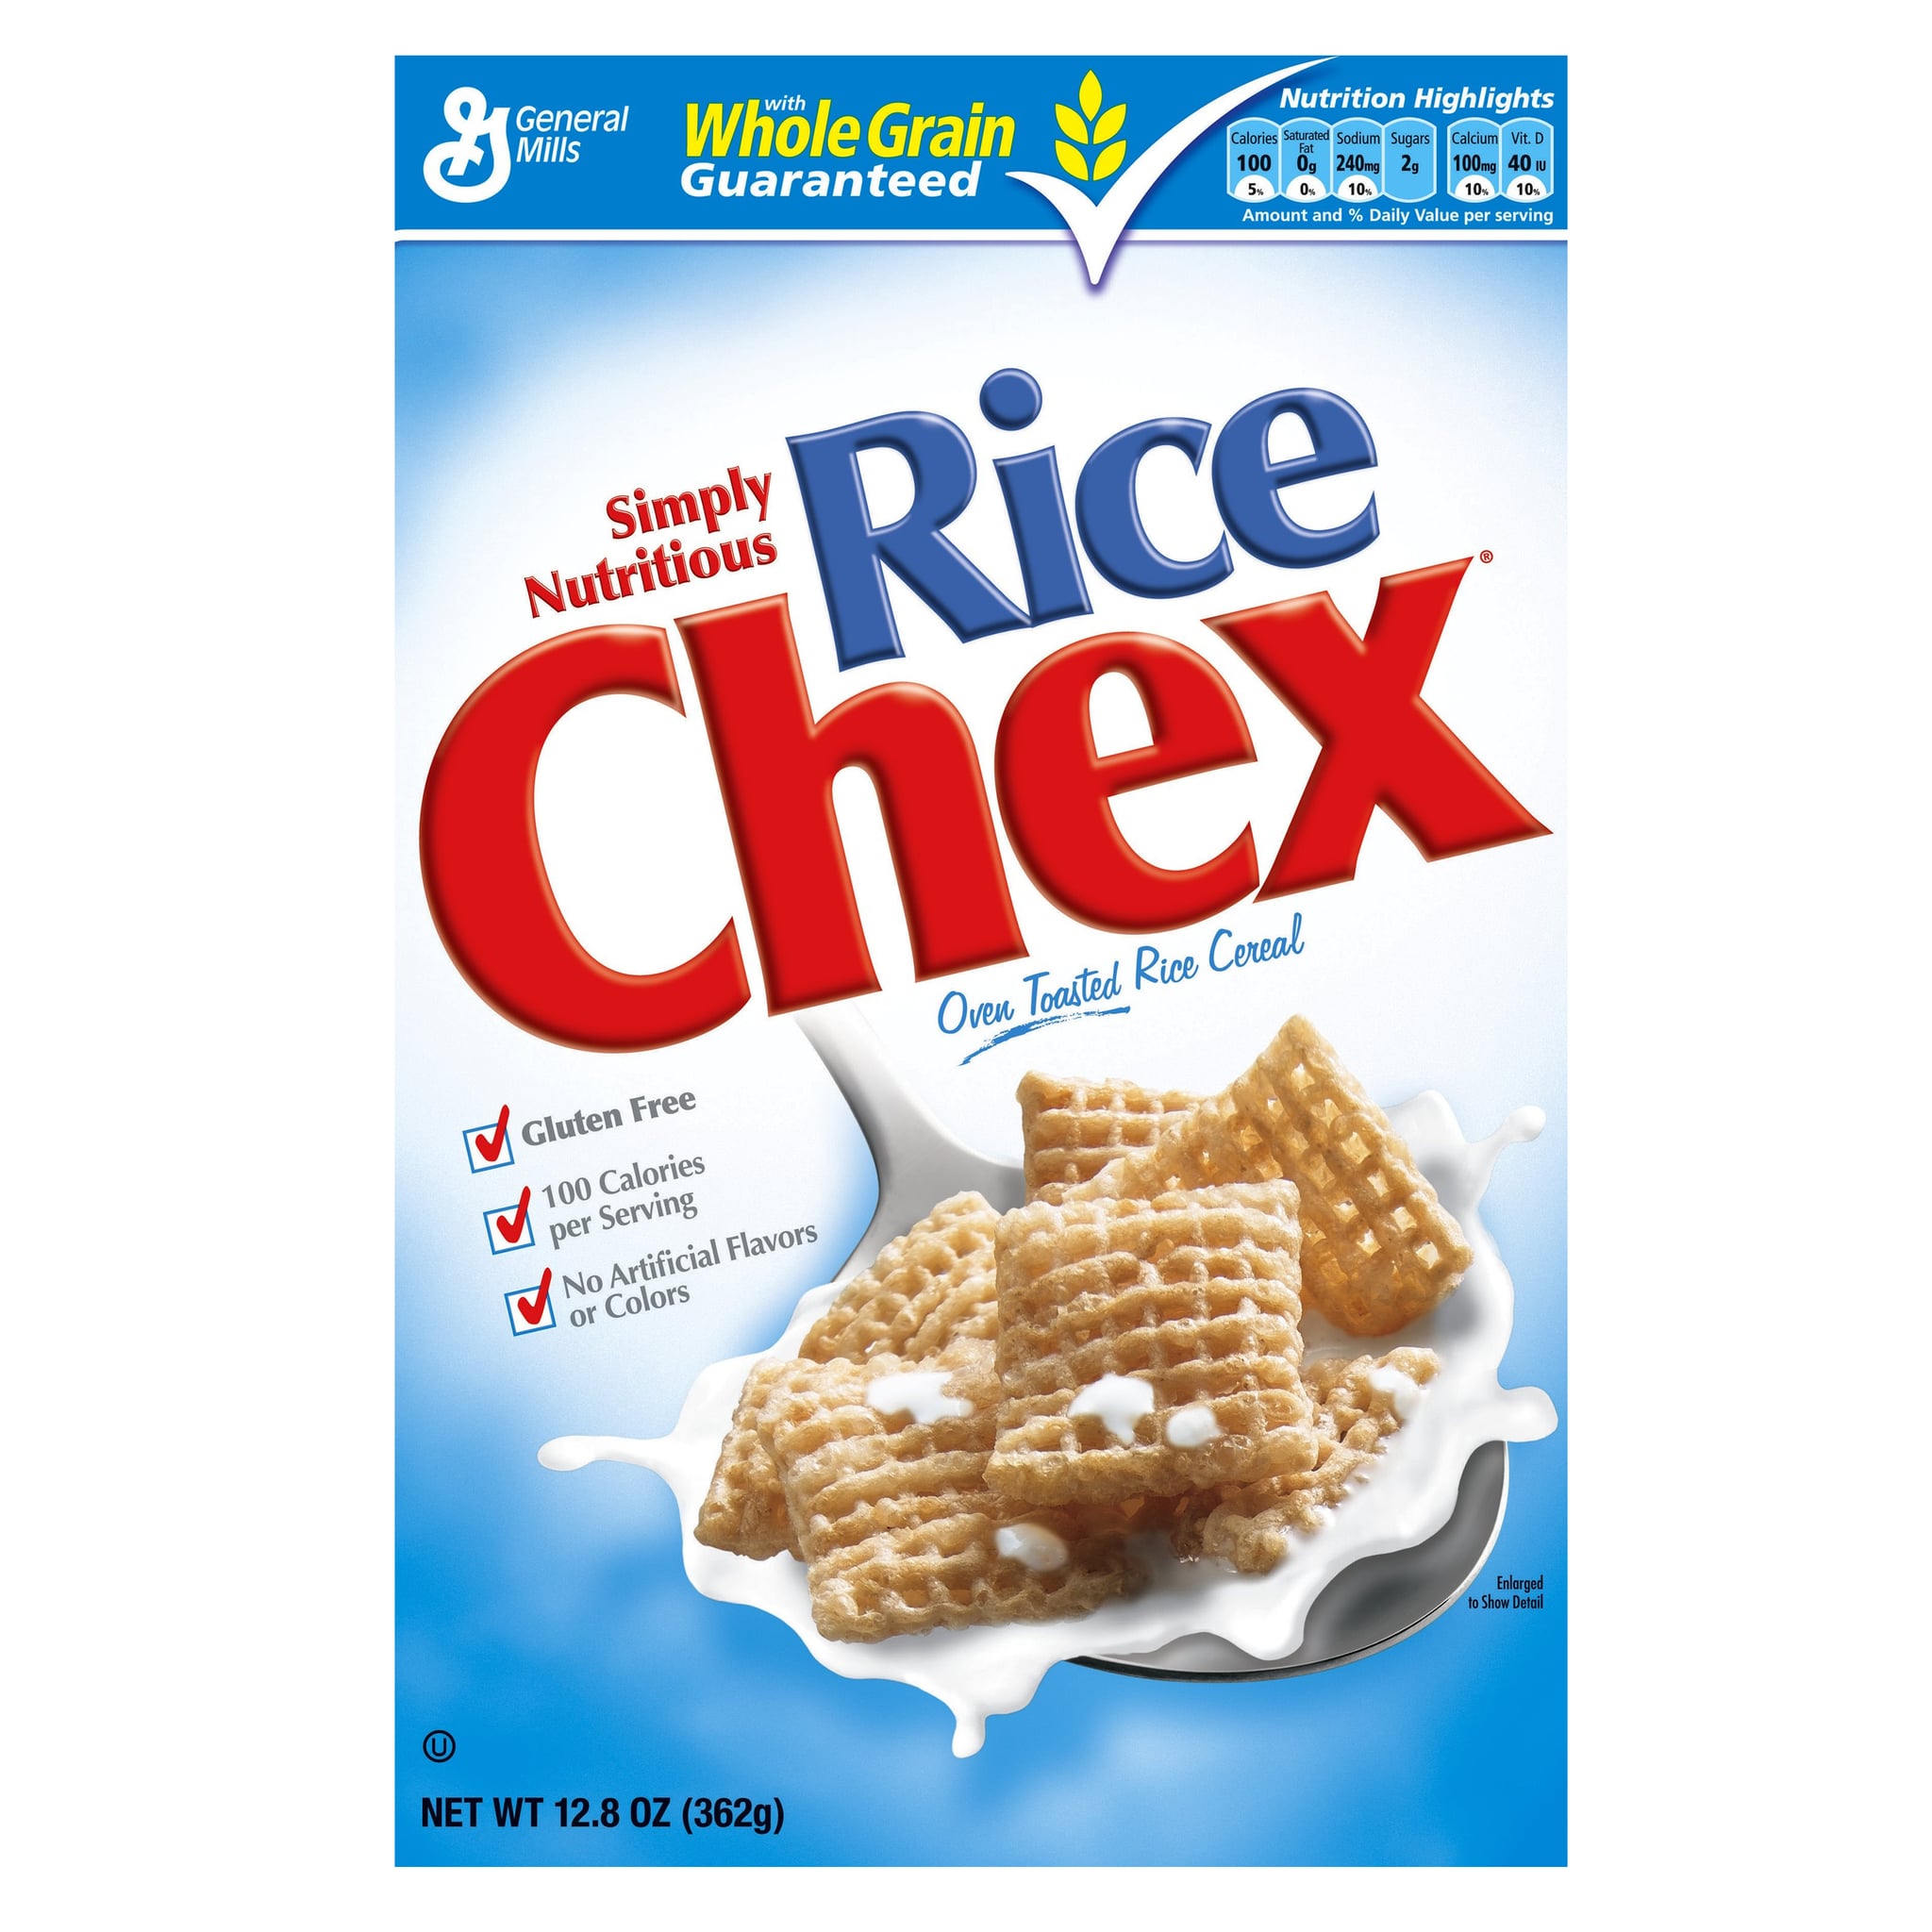 General
Mills
with
Whole Grain
Guaranteed
Nutrition Highlights
Calories Saturated Fat Sodium Sugars Calcium Vit. D
100 0g 240mg 2g 100mg 40 IU
5% 0% 10% 10% 10%
Amount and % Daily Value per serving
Simply
Nutritious
Rice
Chex®
Oven Toasted Rice Cereal
Gluten Free
100 Calories
per Serving
No Artificial Flavors
or Colors
Enlarged
to Show Detail
U
NET WT 12.8 OZ (362g)